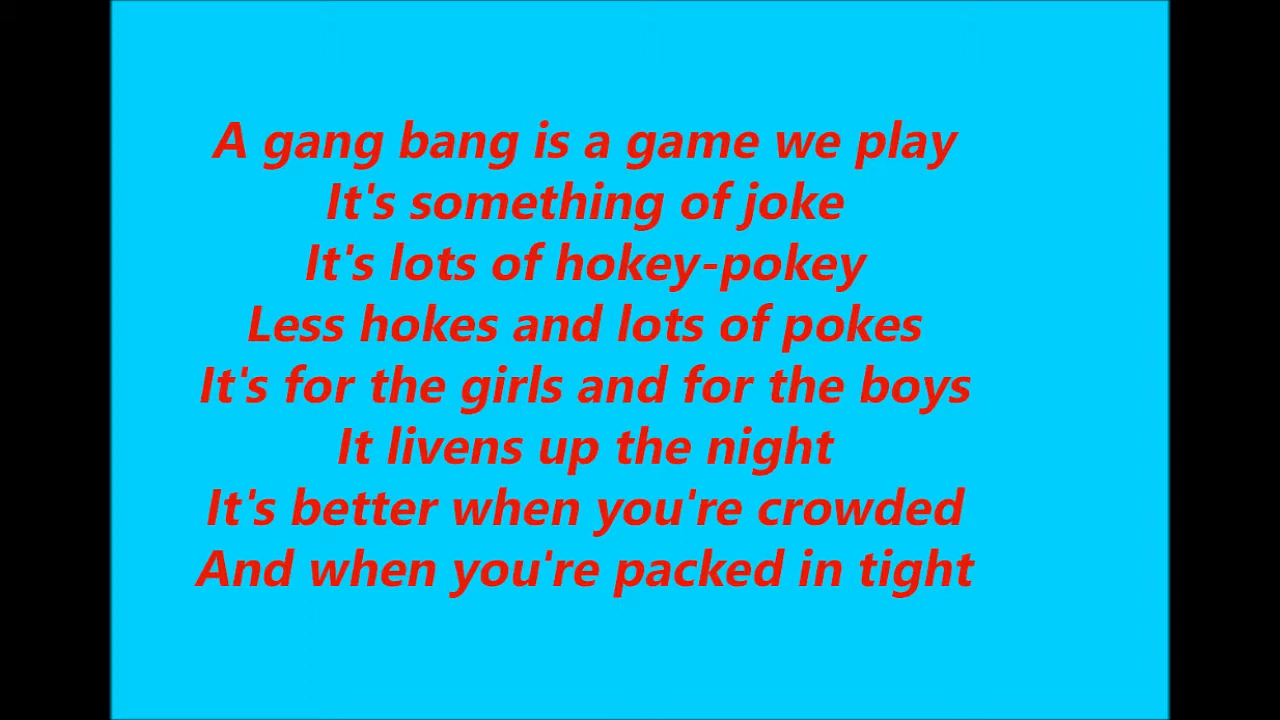 A gang bang is a game we play
It's something of joke
It's lots of hokey-pokey
Less hokes and lots of pokes
It's for the girls and for the boys
It livens up the night
It's better when you're crowded
And when you're packed in tight